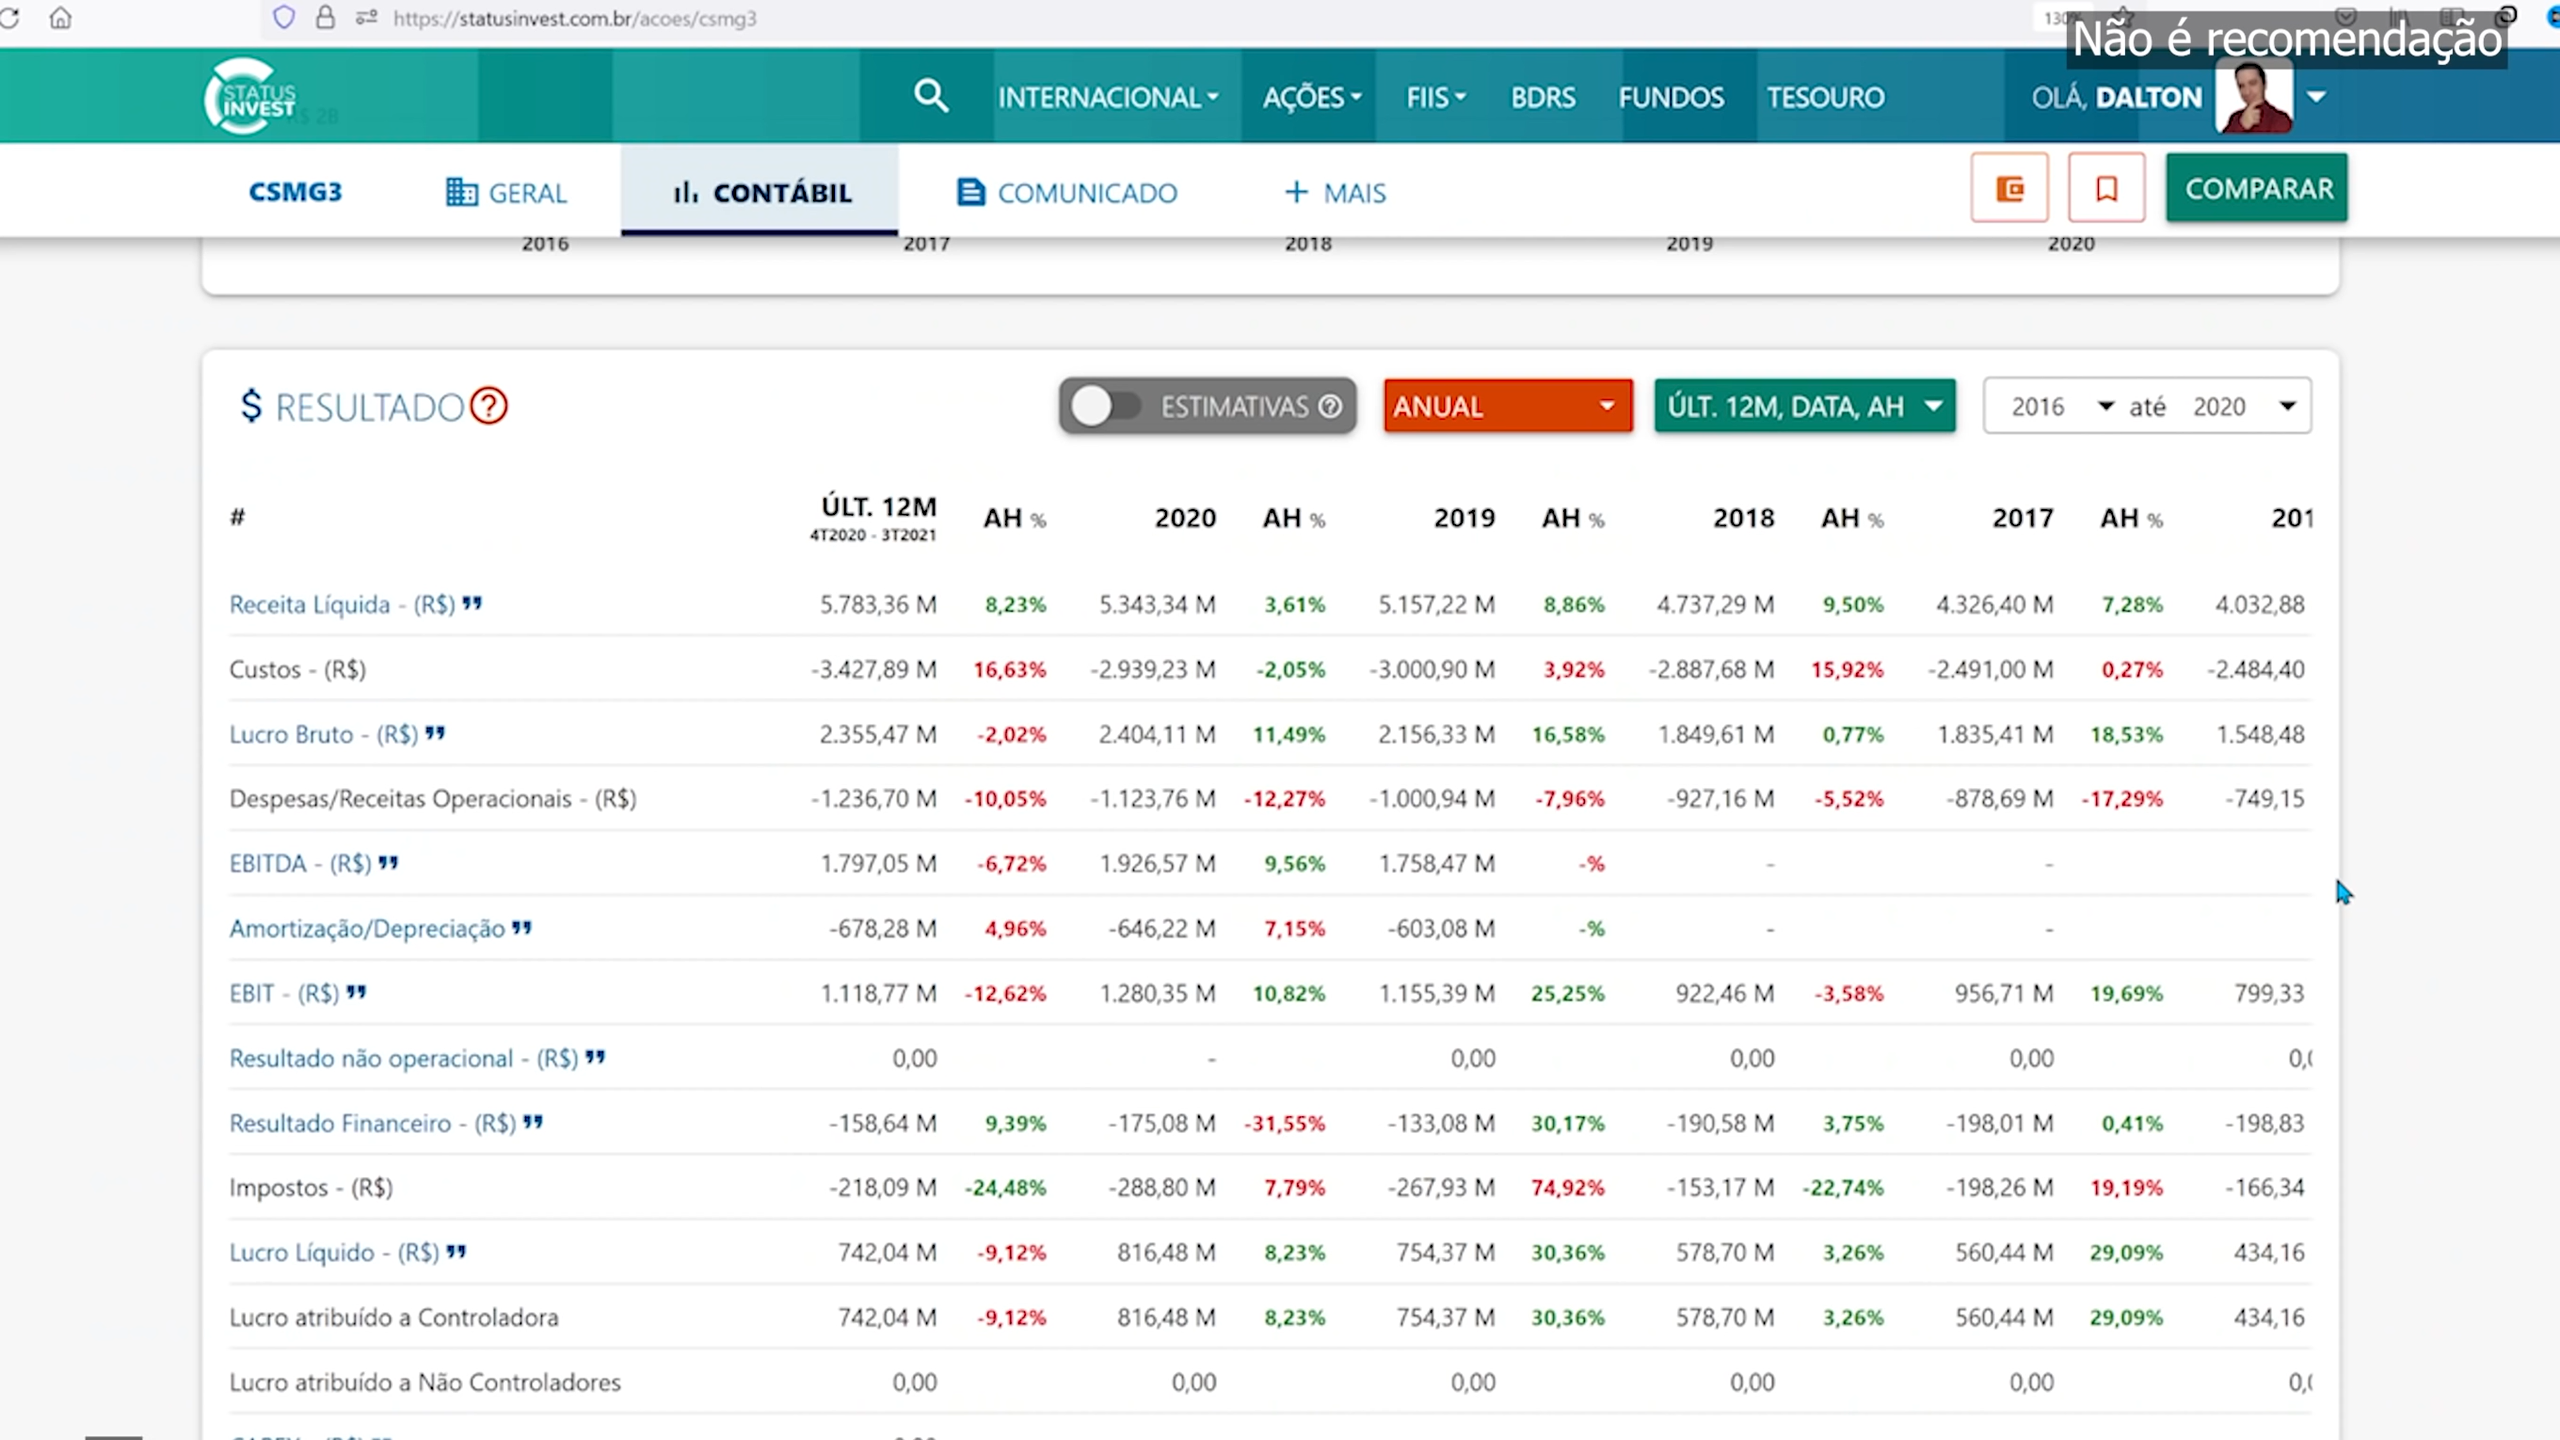 https://statusinvest.com.br/acoes/csmg3
130%
Não é recomendação
STATUS INVEST
INTERNACIONAL AÇÕES FIIS BDRS FUNDOS TESOURO OLÁ, DALTON
CSMG3 GERAL CONTÁBIL COMUNICADO + MAIS COMPARAR
2016 2017 2018 2019 2020
$ RESULTADO ? ESTIMATIVAS ? ANUAL ÚLT. 12M, DATA, AH 2016 até 2020
# ÚLT. 12M AH % 2020 AH % 2019 AH % 2018 AH % 2017 AH % 201
4T2020 - 3T2021
Receita Líquida - (R$) 5.783,36 M 8,23% 5.343,34 M 3,61% 5.157,22 M 8,86% 4.737,29 M 9,50% 4.326,40 M 7,28% 4.032,88
Custos - (R$) -3.427,89 M 16,63% -2.939,23 M -2,05% -3.000,90 M 3,92% -2.887,68 M 15,92% -2.491,00 M 0,27% -2.484,40
Lucro Bruto - (R$) 2.355,47 M -2,02% 2.404,11 M 11,49% 2.156,33 M 16,58% 1.849,61 M 0,77% 1.835,41 M 18,53% 1.548,48
Despesas/Receitas Operacionais - (R$) -1.236,70 M -10,05% -1.123,76 M -12,27% -1.000,94 M -7,96% -927,16 M -5,52% -878,69 M -17,29% -749,15
EBITDA - (R$) 1.797,05 M -6,72% 1.926,57 M 9,56% 1.758,47 M -% - -
Amortização/Depreciação -678,28 M 4,96% -646,22 M 7,15% -603,08 M -% - -
EBIT - (R$) 1.118,77 M -12,62% 1.280,35 M 10,82% 1.155,39 M 25,25% 922,46 M -3,58% 956,71 M 19,69% 799,33
Resultado não operacional - (R$) 0,00 - 0,00 0,00 0,00 0,0
Resultado Financeiro - (R$) -158,64 M 9,39% -175,08 M -31,55% -133,08 M 30,17% -190,58 M 3,75% -198,01 M 0,41% -198,83
Impostos - (R$) -218,09 M -24,48% -288,80 M 7,79% -267,93 M 74,92% -153,17 M -22,74% -198,26 M 19,19% -166,34
Lucro Líquido - (R$) 742,04 M -9,12% 816,48 M 8,23% 754,37 M 30,36% 578,70 M 3,26% 560,44 M 29,09% 434,16
Lucro atribuído a Controladora 742,04 M -9,12% 816,48 M 8,23% 754,37 M 30,36% 578,70 M 3,26% 560,44 M 29,09% 434,16
Lucro atribuído a Não Controladores 0,00 0,00 0,00 0,00 0,00 0,0